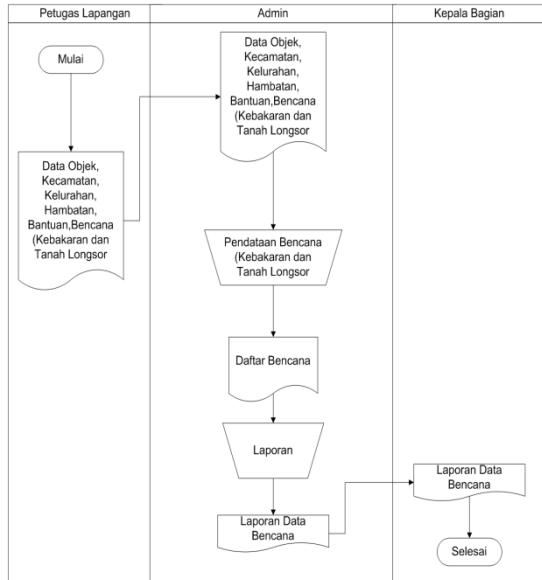 Petugas Lapangan
Admin
Kepala Bagian
Mulai
Data Objek,
Kecamatan,
Kelurahan,
Hambatan,
Bantuan,Bencana
(Kebakaran dan
Tanah Longsor
Data Objek,
Kecamatan,
Kelurahan,
Hambatan,
Bantuan,Bencana
(Kebakaran dan
Tanah Longsor
Pendataan Bencana
(Kebakaran dan
Tanah Longsor
Daftar Bencana
Laporan
Laporan Data
Bencana
Laporan Data
Bencana
Selesai